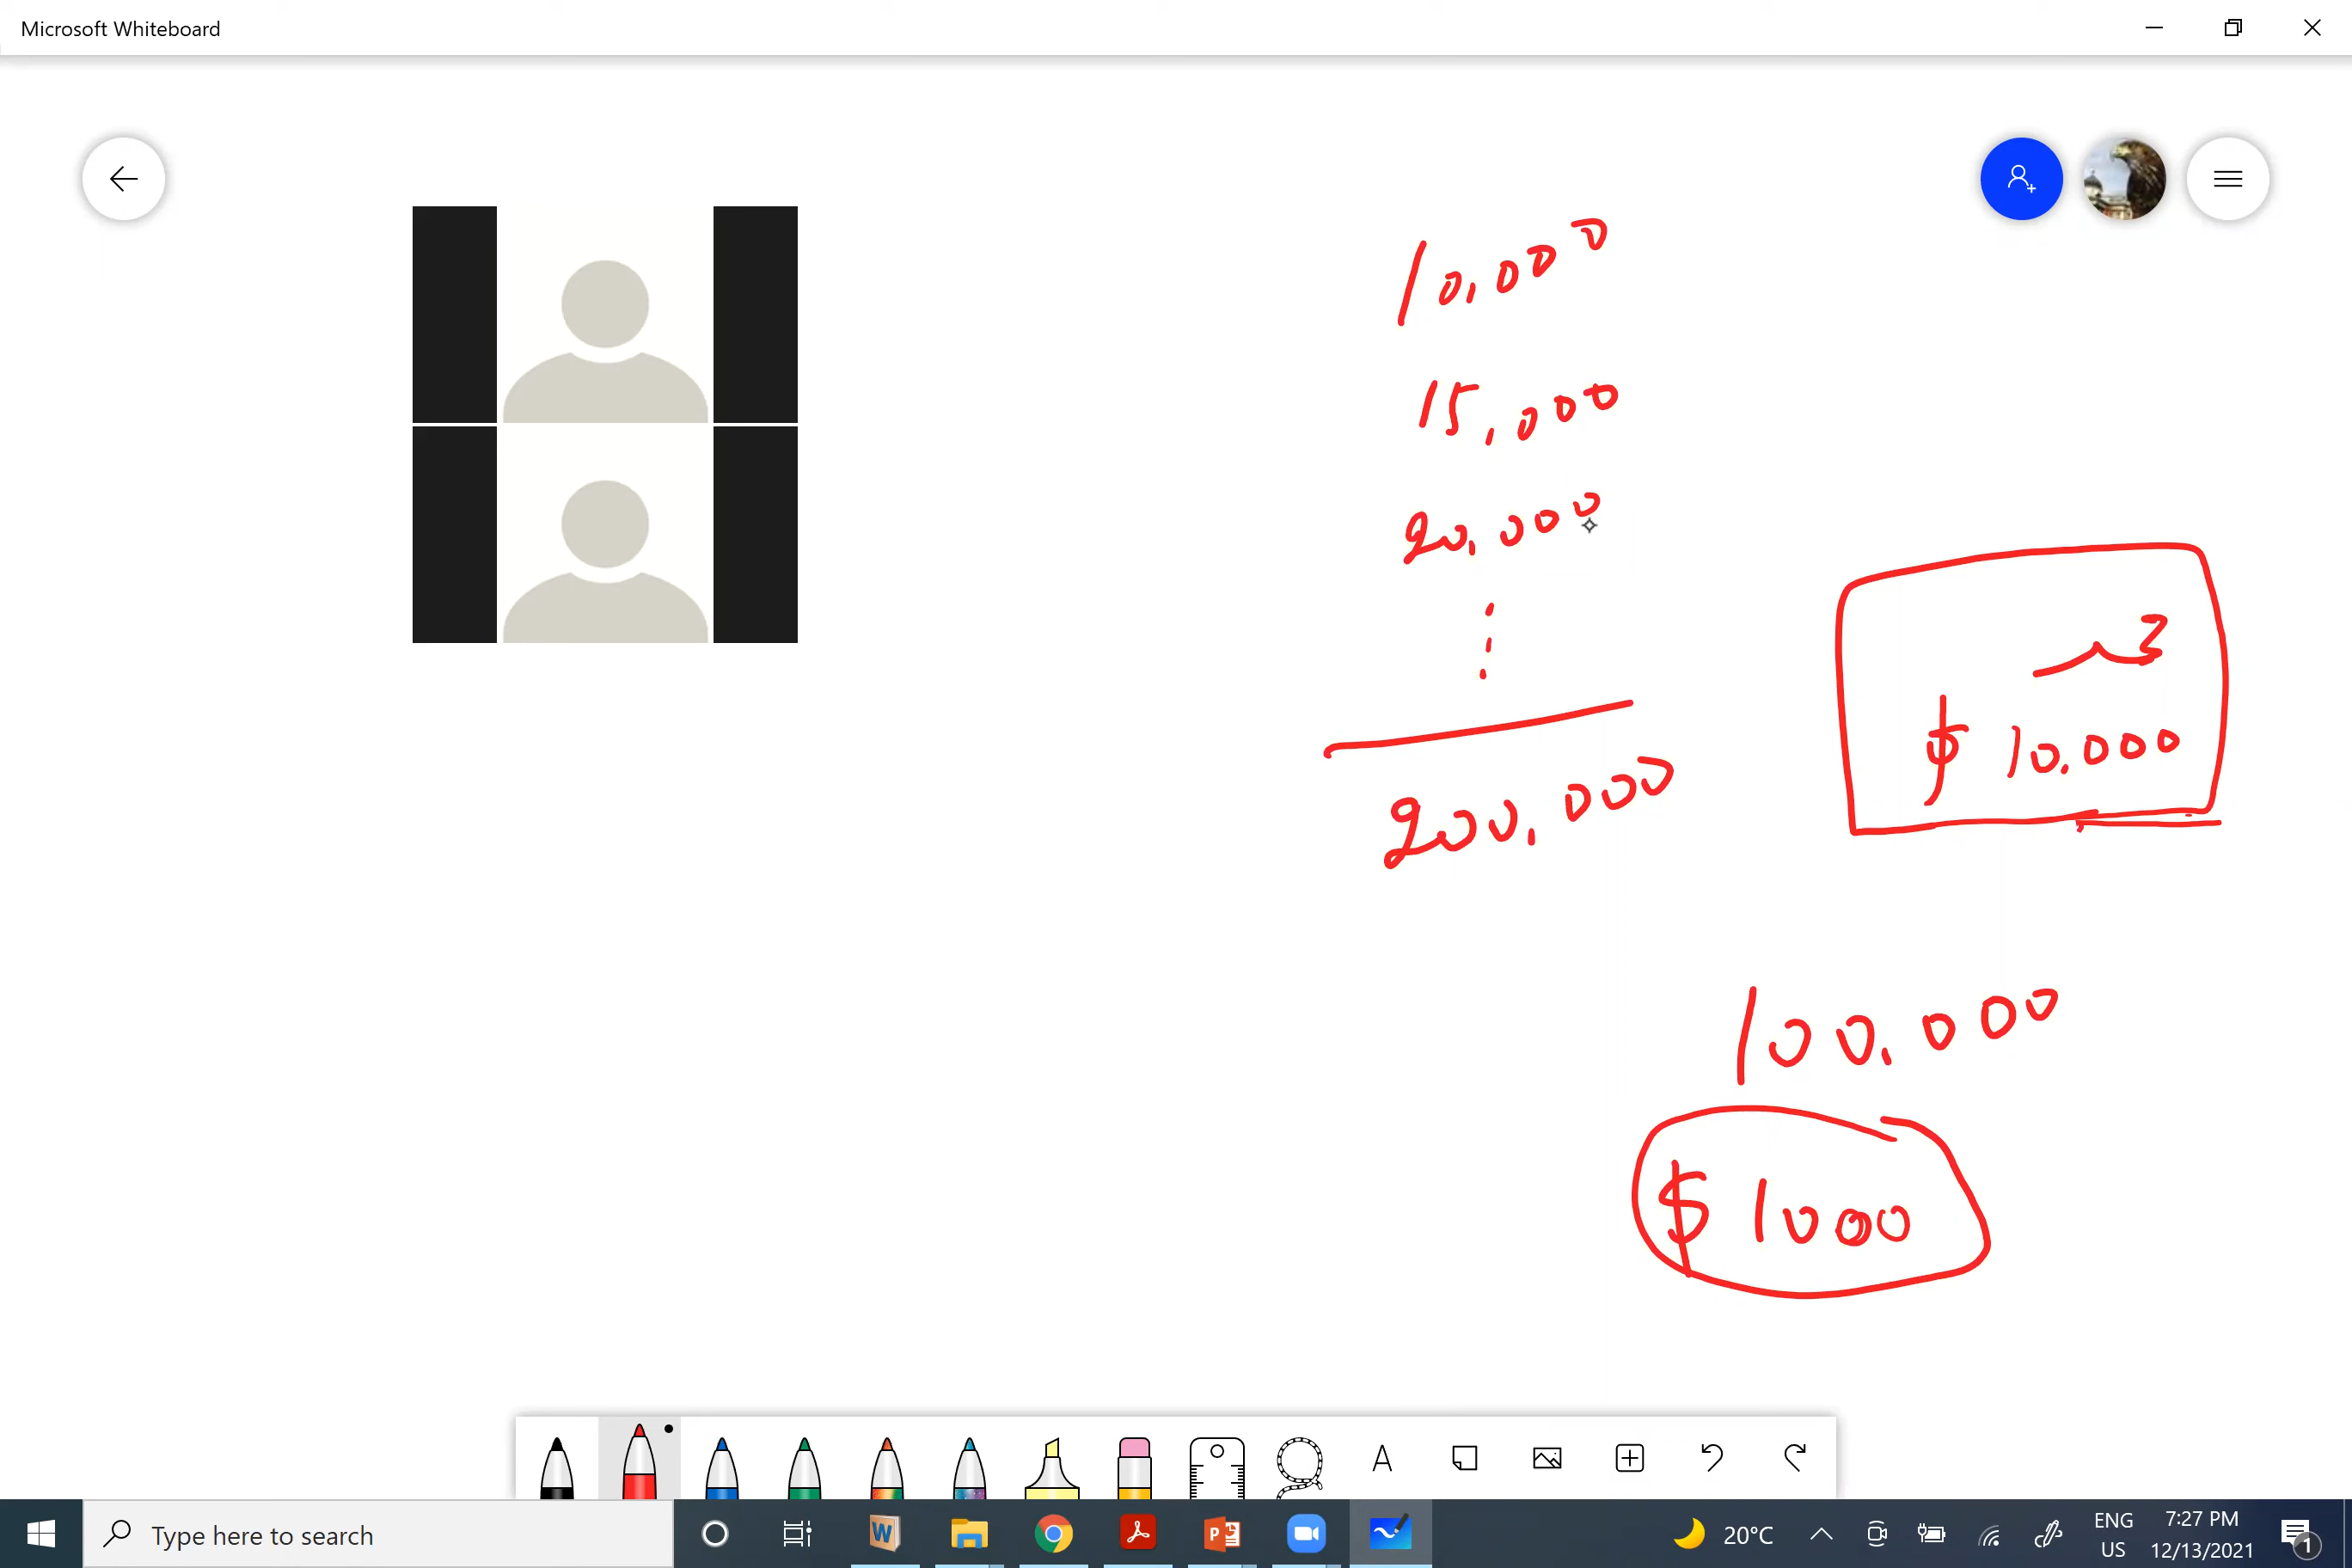 Microsoft Whiteboard
10,000
15,000
20,000
200,000
$ 10.000
100,000
$ 1000
Type here to search
20°C
ENG
US
7:27 PM
12/13/2021
1